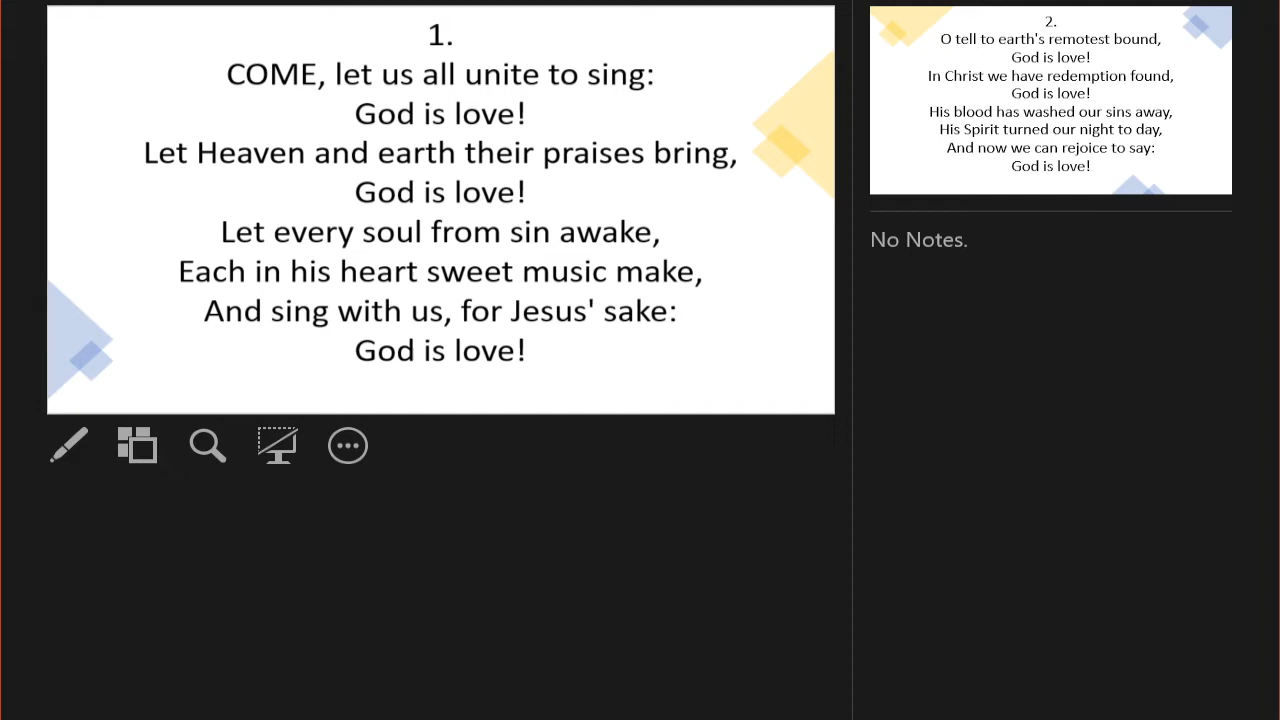 1.
COME, let us all unite to sing:
God is love!
Let Heaven and earth their praises bring,
God is love!
Let every soul from sin awake,
Each in his heart sweet music make,
And sing with us, for Jesus' sake:
God is love!
2.
O tell to earth's remotest bound,
God is love!
In Christ we have redemption found,
God is love!
His blood has washed our sins away,
His Spirit turned our night to day,
And now we can rejoice to say:
God is love!
No Notes.